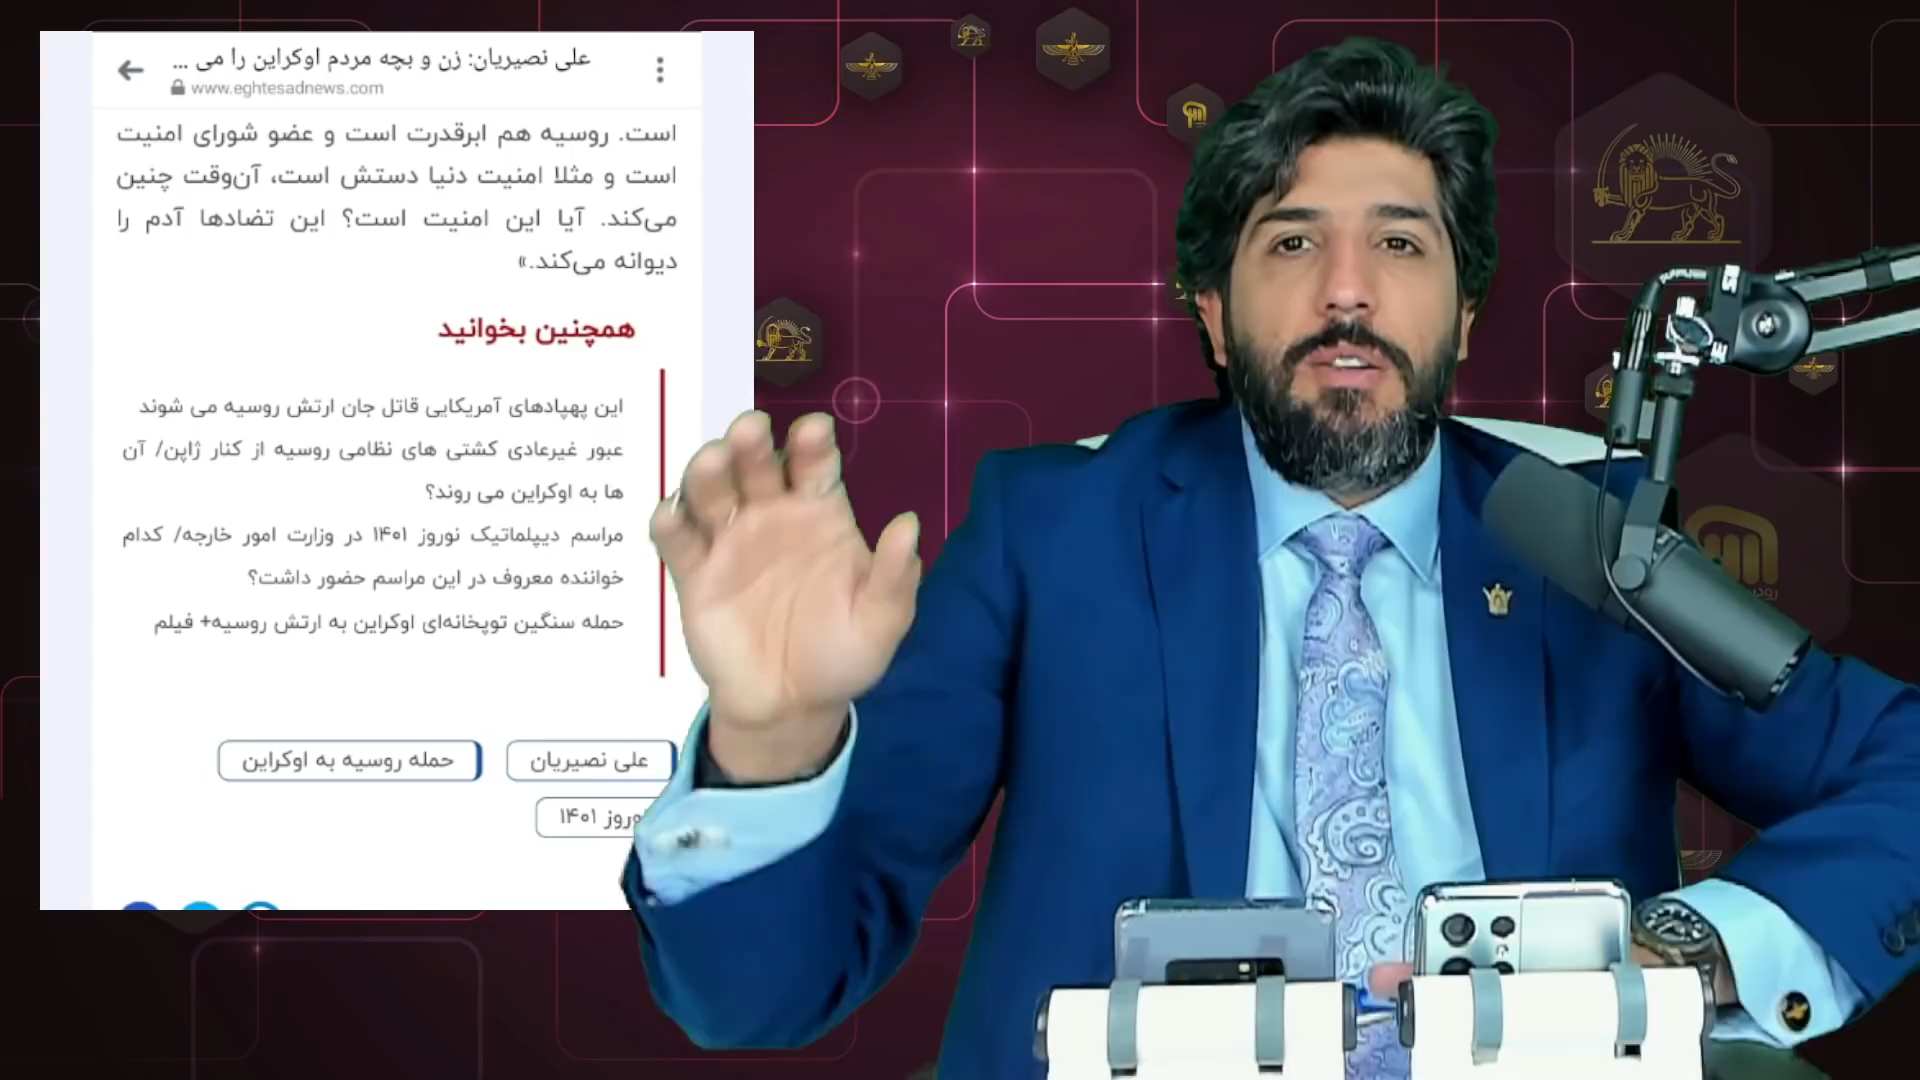 علی نصیریان: زن و بچه مردم اوکراین را می ...
www.eghtesadnews.com
است. روسیه هم ابرقدرت است و عضو شورای امنیت
است و مثلا امنیت دنیا دستش است، آن‌وقت چنین
می‌کند. آیا این امنیت است؟ این تضادها آدم را
دیوانه می‌کند.»
همچنین بخوانید
این پهپادهای آمریکایی قاتل جان ارتش روسیه می شوند
عبور غیرعادی کشتی های نظامی روسیه از کنار ژاپن/ آن
ها به اوکراین می روند؟
مراسم دیپلماتیک نوروز ۱۴۰۱ در وزارت امور خارجه/ کدام
خواننده معروف در این مراسم حضور داشت؟
حمله سنگین توپخانه‌ای اوکراین به ارتش روسیه+ فیلم
علی نصیریان
حمله روسیه به اوکراین
نوروز ۱۴۰۱